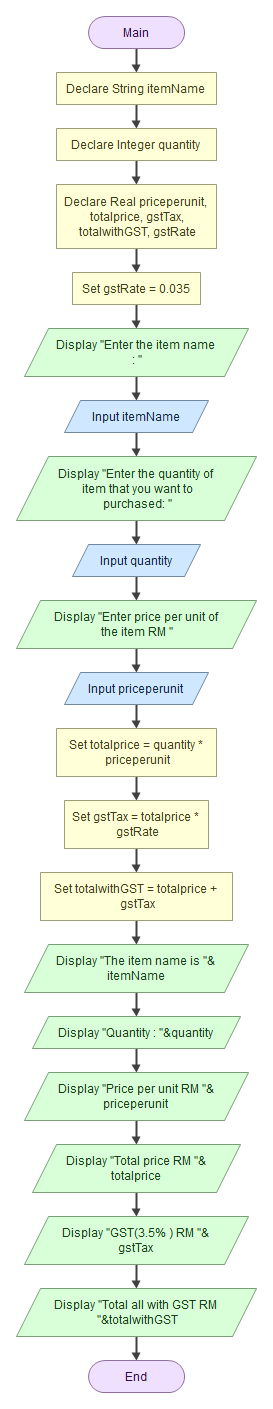 Main
Declare String itemName
Declare Integer quantity
Declare Real priceperunit,
totalprice, gstTax,
totalwithGST, gstRate
Set gstRate = 0.035
Display "Enter the item name
: "
Input itemName
Display "Enter the quantity of
item that you want to
purchased: "
Input quantity
Display "Enter price per unit of
the item RM "
Input priceperunit
Set totalprice = quantity *
priceperunit
Set gstTax = totalprice *
gstRate
Set totalwithGST = totalprice +
gstTax
Display "The item name is "&
itemName
Display "Quantity : "&quantity
Display "Price per unit RM "&
priceperunit
Display "Total price RM "&
totalprice
Display "GST(3.5% ) RM "&
gstTax
Display "Total all with GST RM
"&totalwithGST
End